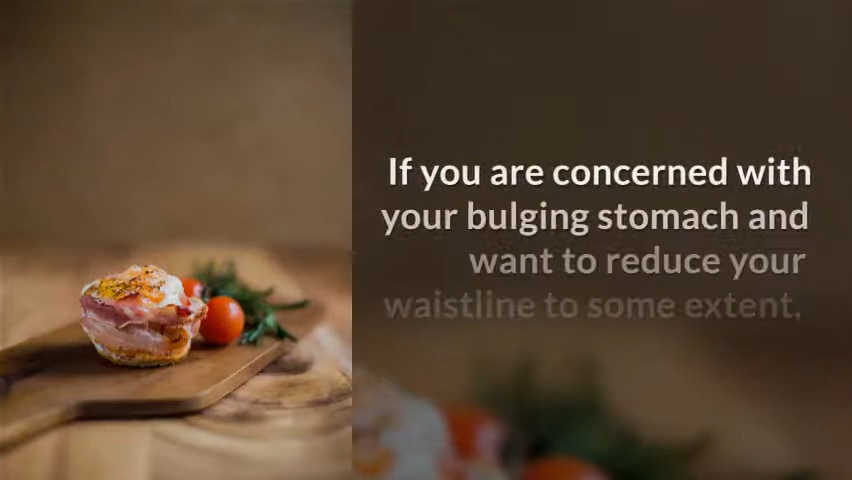 If you are concerned with
your bulging stomach and
want to reduce your
waistline to some extent,